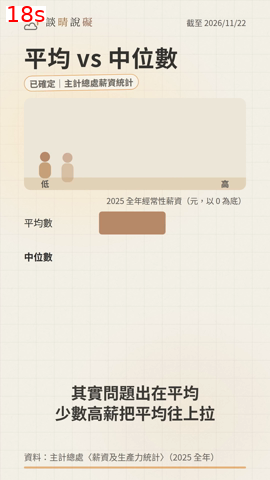 18s
談晴說礙
截至 2026/11/22
平均 vs 中位數
已確定｜主計總處薪資統計
低
高
2025 全年經常性薪資（元，以 0 為底）
平均數
中位數
其實問題出在平均
少數高薪把平均往上拉
資料：主計總處〈薪資及生產力統計〉（2025 全年）